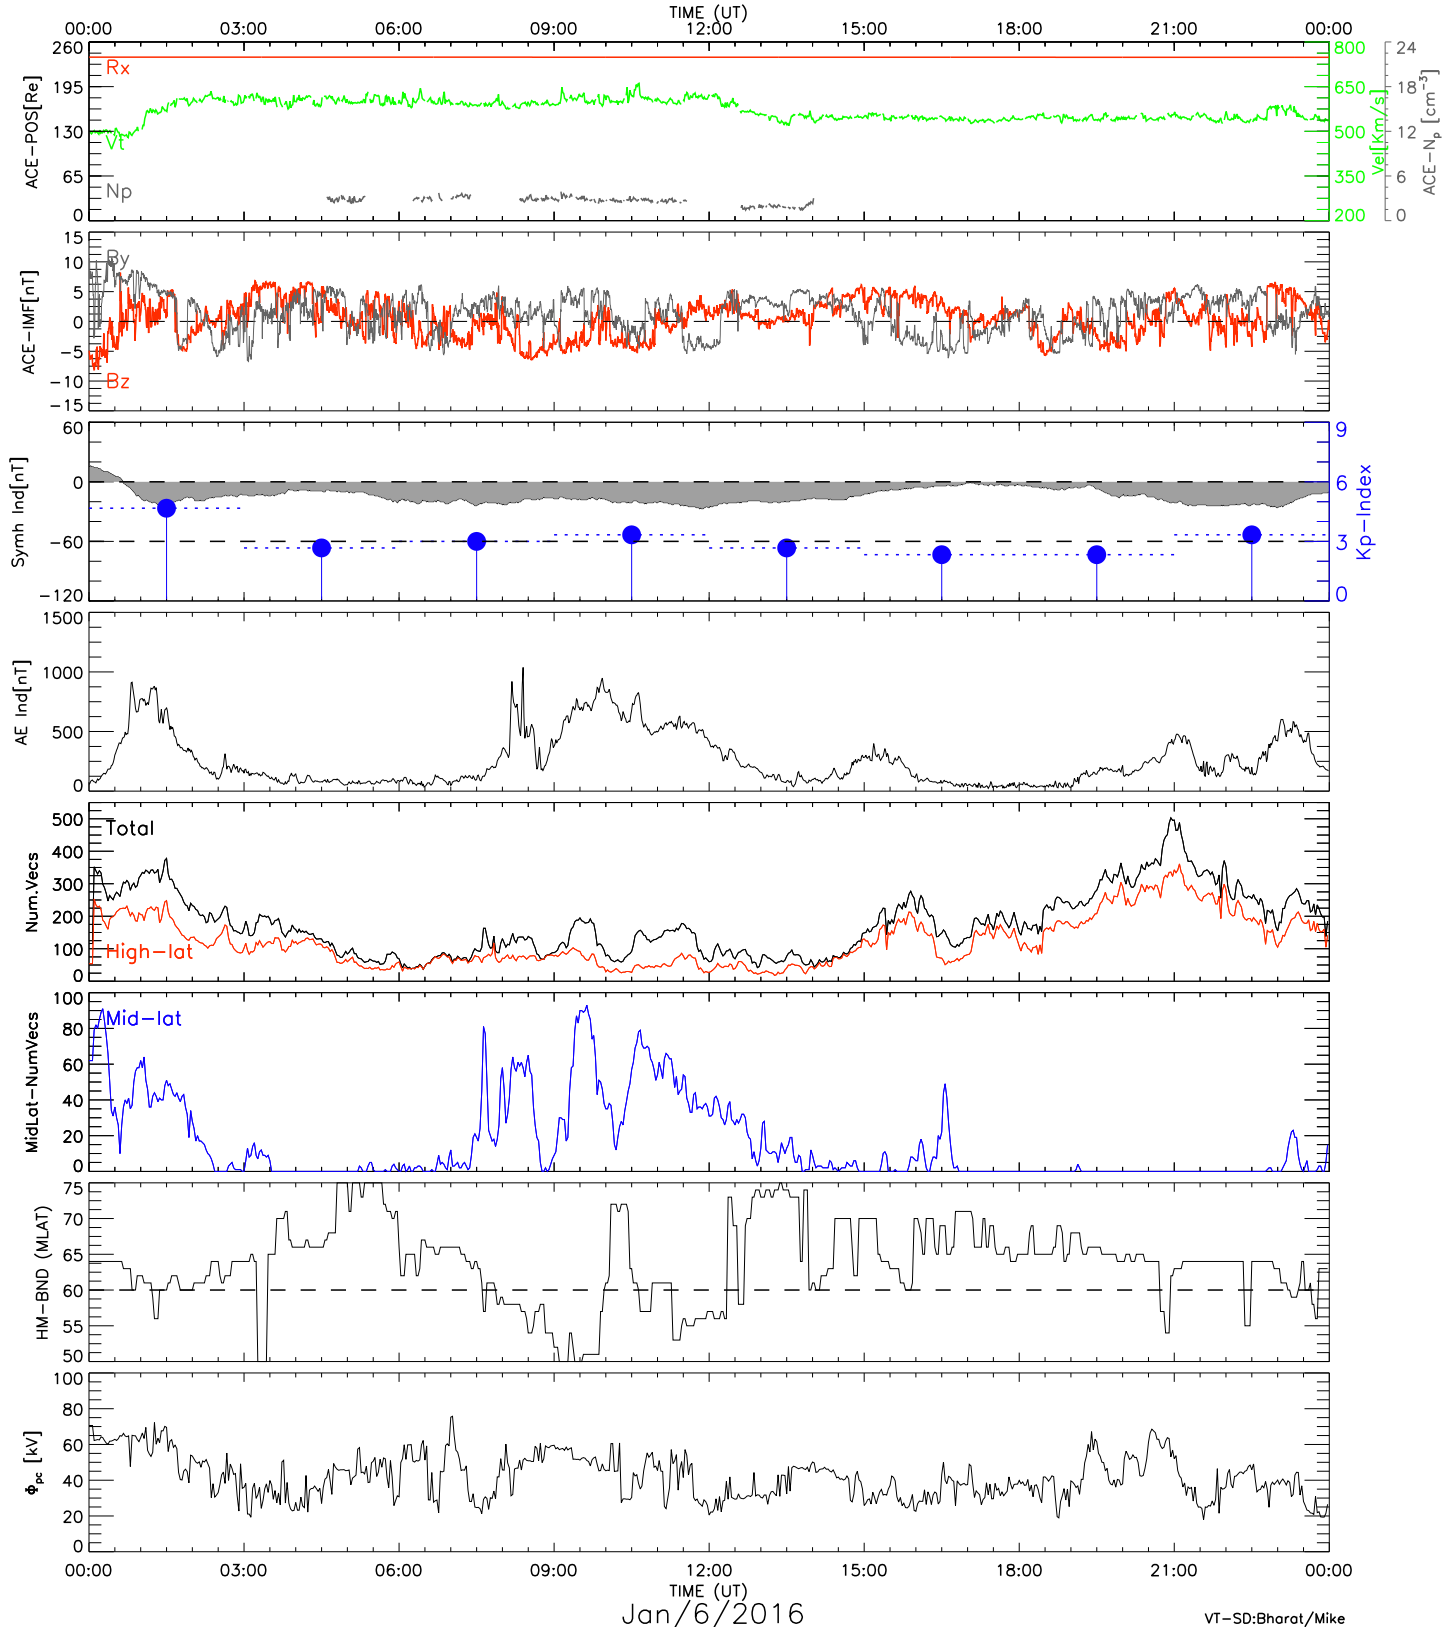 TIME (UT)
00:00 03:00 06:00 09:00 12:00 15:00 18:00 21:00 00:00
ACE-POS[Re]
260
195
130
65
0
Rx
Vt
Np
800
650
500
350
200
Vel[Km/s]
24
18
12
6
0
ACE-Np [cm-3]
ACE-IMF[nT]
15
10
5
0
-5
-10
-15
By
Bz
Symh Ind[nT]
60
0
-60
-120
9
6
3
0
Kp-Index
AE Ind[nT]
1500
1000
500
0
Num.Vecs
500
400
300
200
100
0
Total
High-lat
MidLat-NumVecs
100
80
60
40
20
0
Mid-lat
HM-BND (MLAT)
75
70
65
60
55
50
Φpc [kV]
100
80
60
40
20
0
00:00 03:00 06:00 09:00 12:00 15:00 18:00 21:00 00:00
TIME (UT)
Jan/6/2016
VT-SD:Bharat/Mike